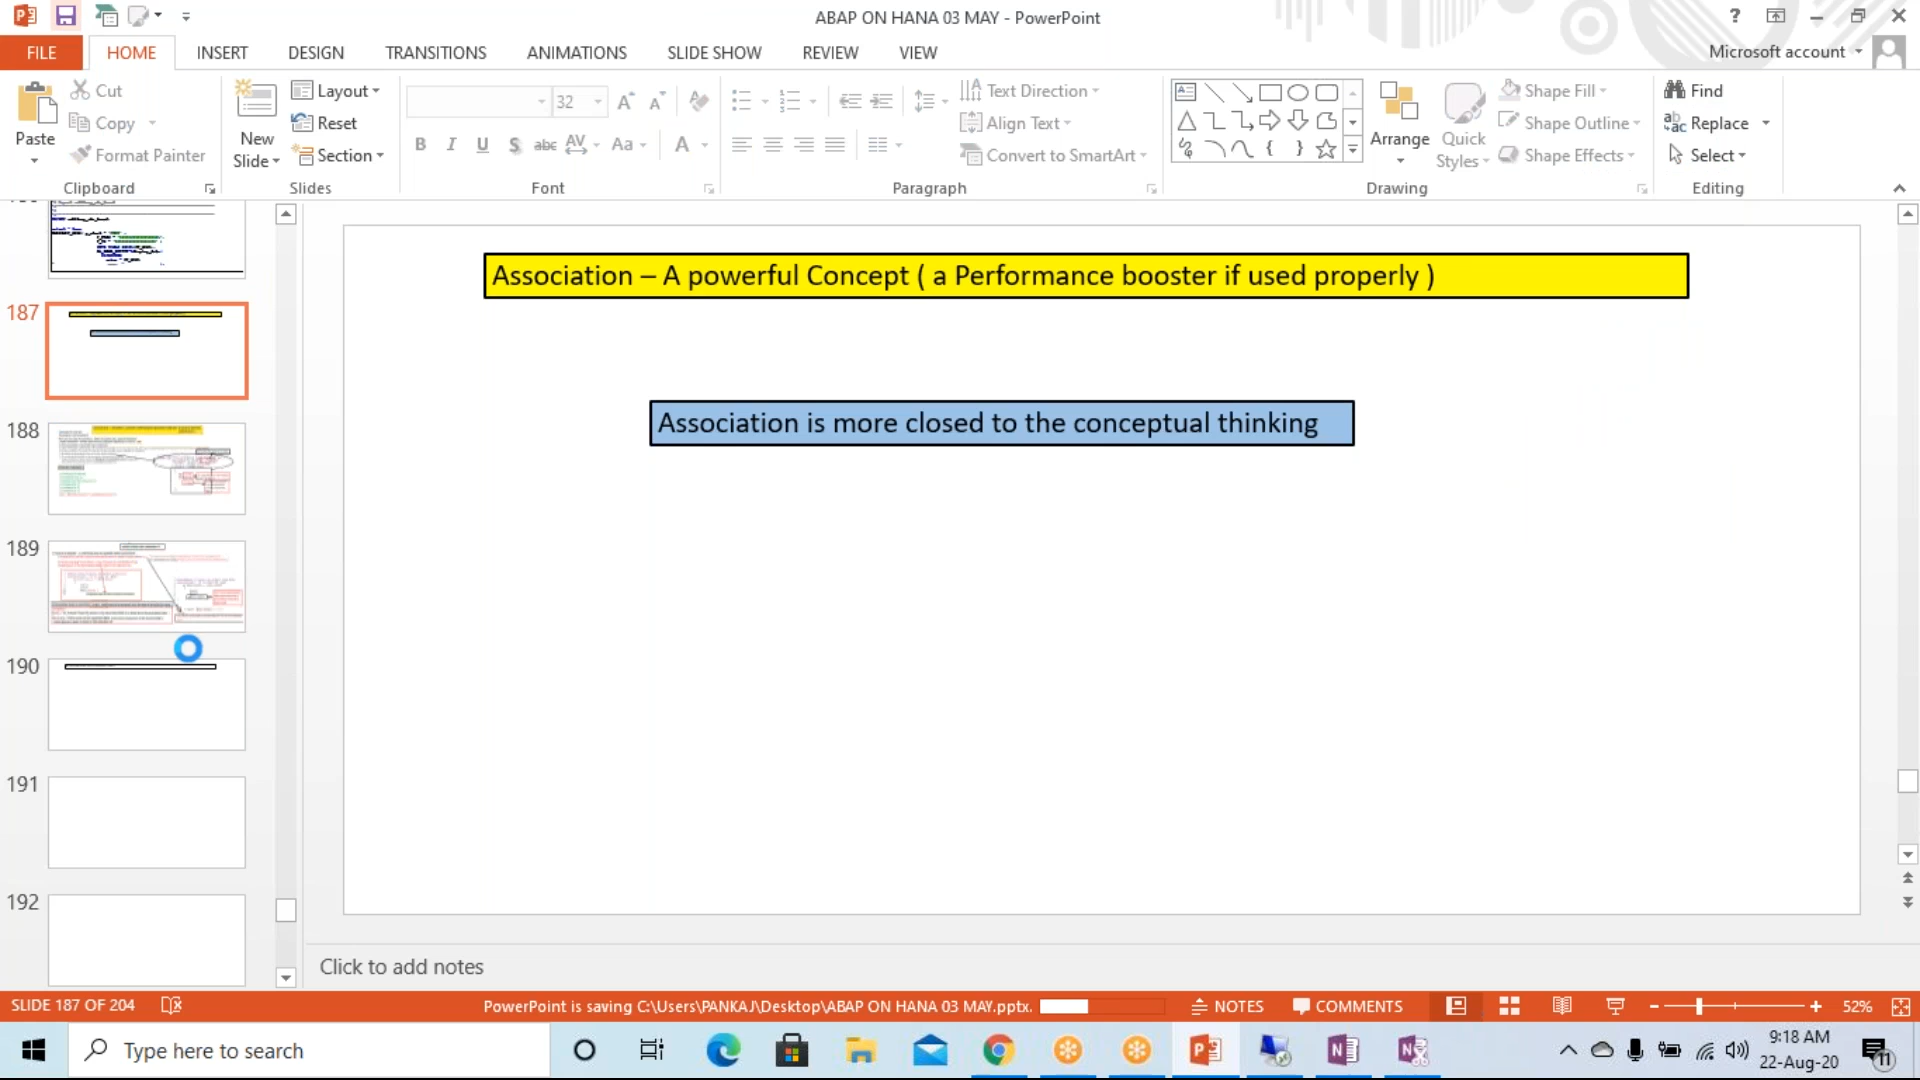 ABAP ON HANA 03 MAY - PowerPoint
?
FILE
HOME
INSERT
DESIGN
TRANSITIONS
ANIMATIONS
SLIDE SHOW
REVIEW
VIEW
Microsoft account
Paste
Cut
Copy
Format Painter
Clipboard
New
Slide
Layout
Reset
Section
Slides
32
B I U S abc AV Aa A
Font
Paragraph
Text Direction
Align Text
Convert to SmartArt
Drawing
Arrange
Quick
Styles
Shape Fill
Shape Outline
Shape Effects
Find
Replace
Select
Editing
187
188
189
190
191
192
Association – A powerful Concept ( a Performance booster if used properly )
Association is more closed to the conceptual thinking
Click to add notes
SLIDE 187 OF 204
PowerPoint is saving C:\Users\PANKAJ\Desktop\ABAP ON HANA 03 MAY.pptx.
NOTES
COMMENTS
52%
Type here to search
9:18 AM
22-Aug-20
11